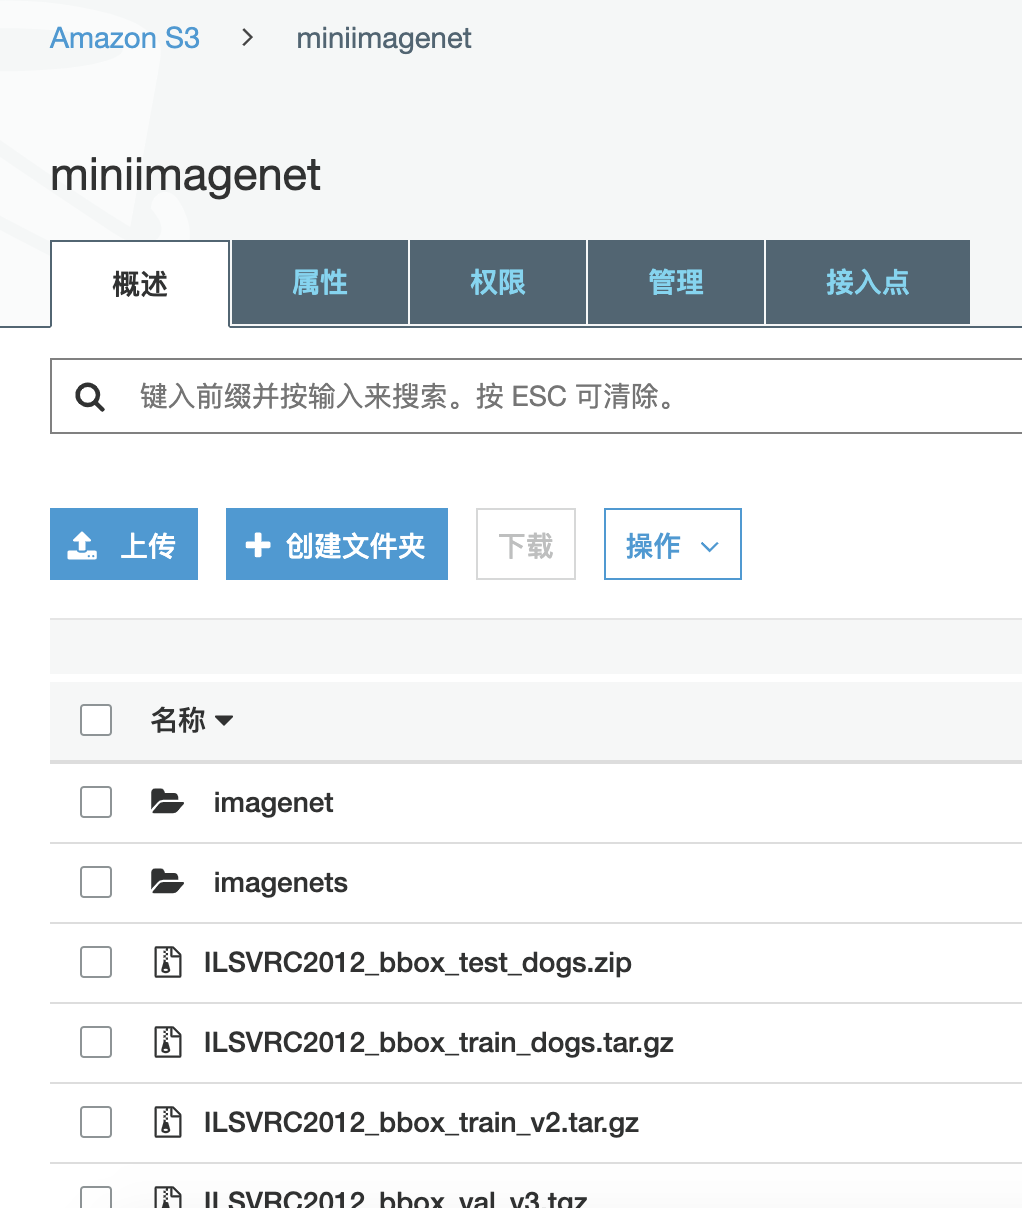 Amazon S3 > miniimagenet
miniimagenet
概述 属性 权限 管理 接入点
键入前缀并按输入来搜索。按 ESC 可清除。
上传 创建文件夹 下载 操作
名称
imagenet
imagenets
ILSVRC2012_bbox_test_dogs.zip
ILSVRC2012_bbox_train_dogs.tar.gz
ILSVRC2012_bbox_train_v2.tar.gz
ILSVRC2012_bbox_val_v3.tgz